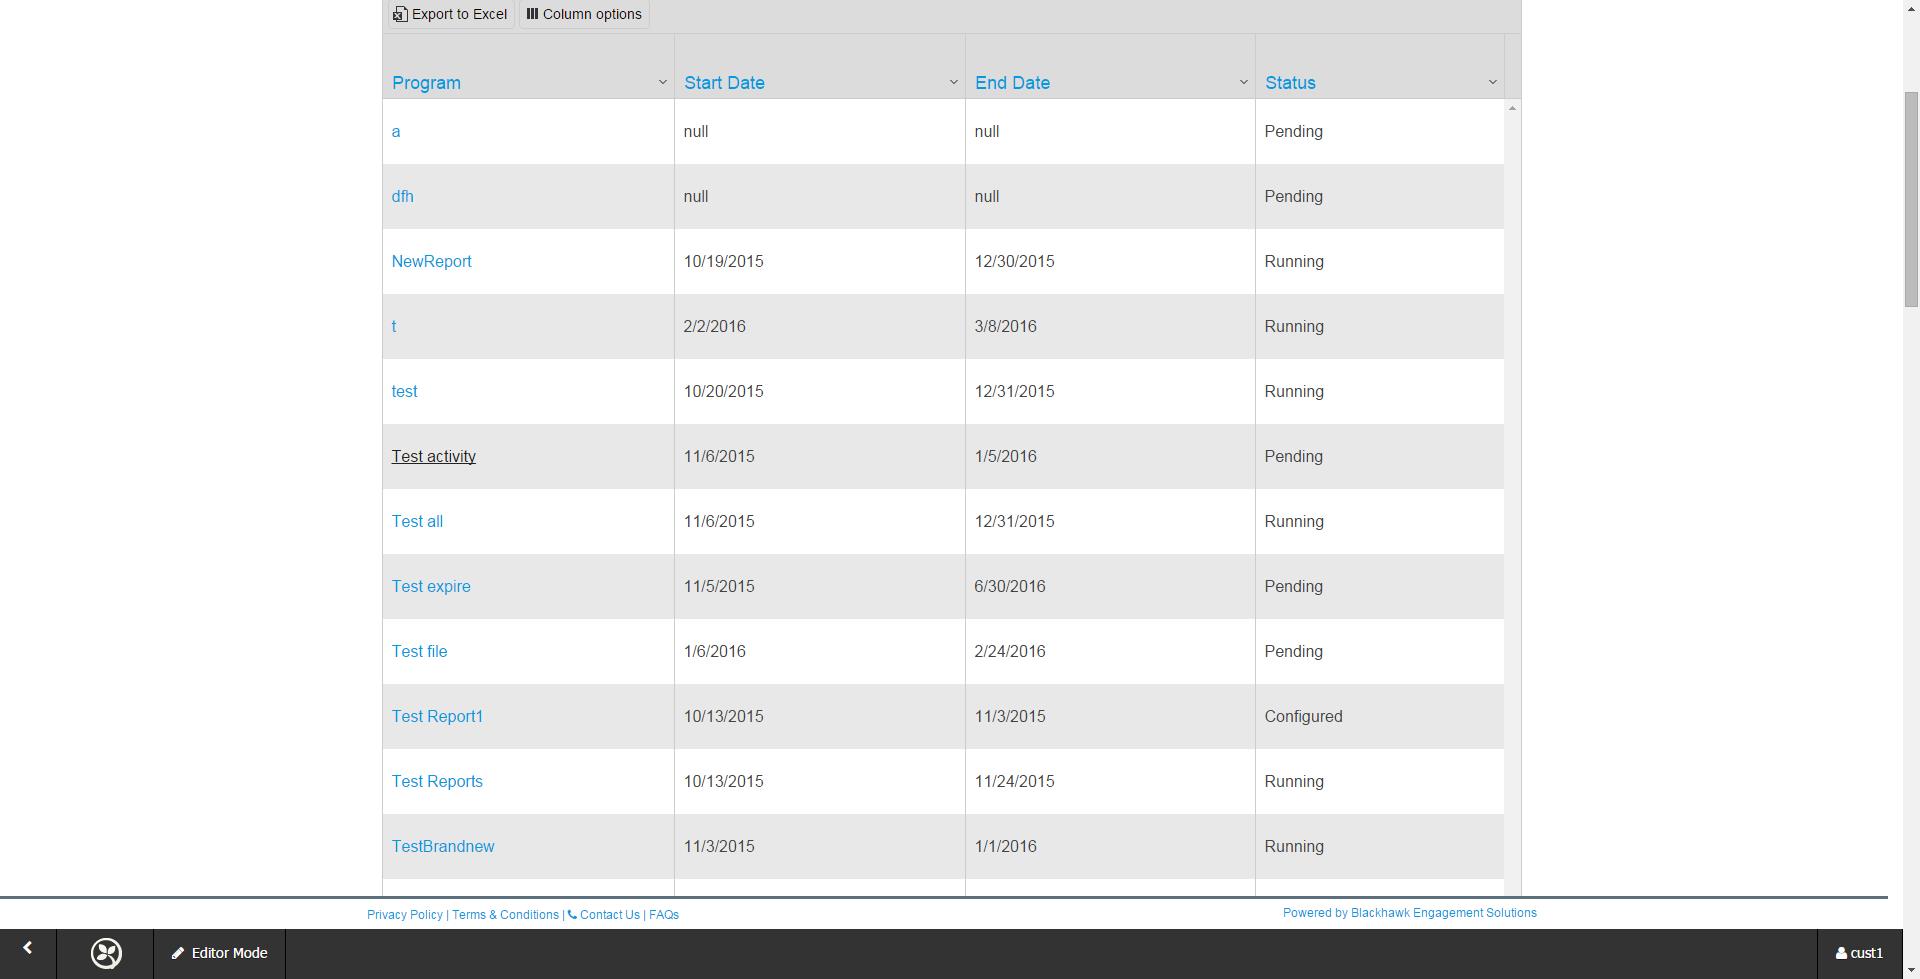 Export to Excel Column options
Program Start Date End Date Status
a null null Pending
dfh null null Pending
NewReport 10/19/2015 12/30/2015 Running
t 2/2/2016 3/8/2016 Running
test 10/20/2015 12/31/2015 Running
Test activity 11/6/2015 1/5/2016 Pending
Test all 11/6/2015 12/31/2015 Running
Test expire 11/5/2015 6/30/2016 Pending
Test file 1/6/2016 2/24/2016 Pending
Test Report1 10/13/2015 11/3/2015 Configured
Test Reports 10/13/2015 11/24/2015 Running
TestBrandnew 11/3/2015 1/1/2016 Running
Privacy Policy | Terms & Conditions | Contact Us | FAQs Powered by Blackhawk Engagement Solutions
Editor Mode cust1